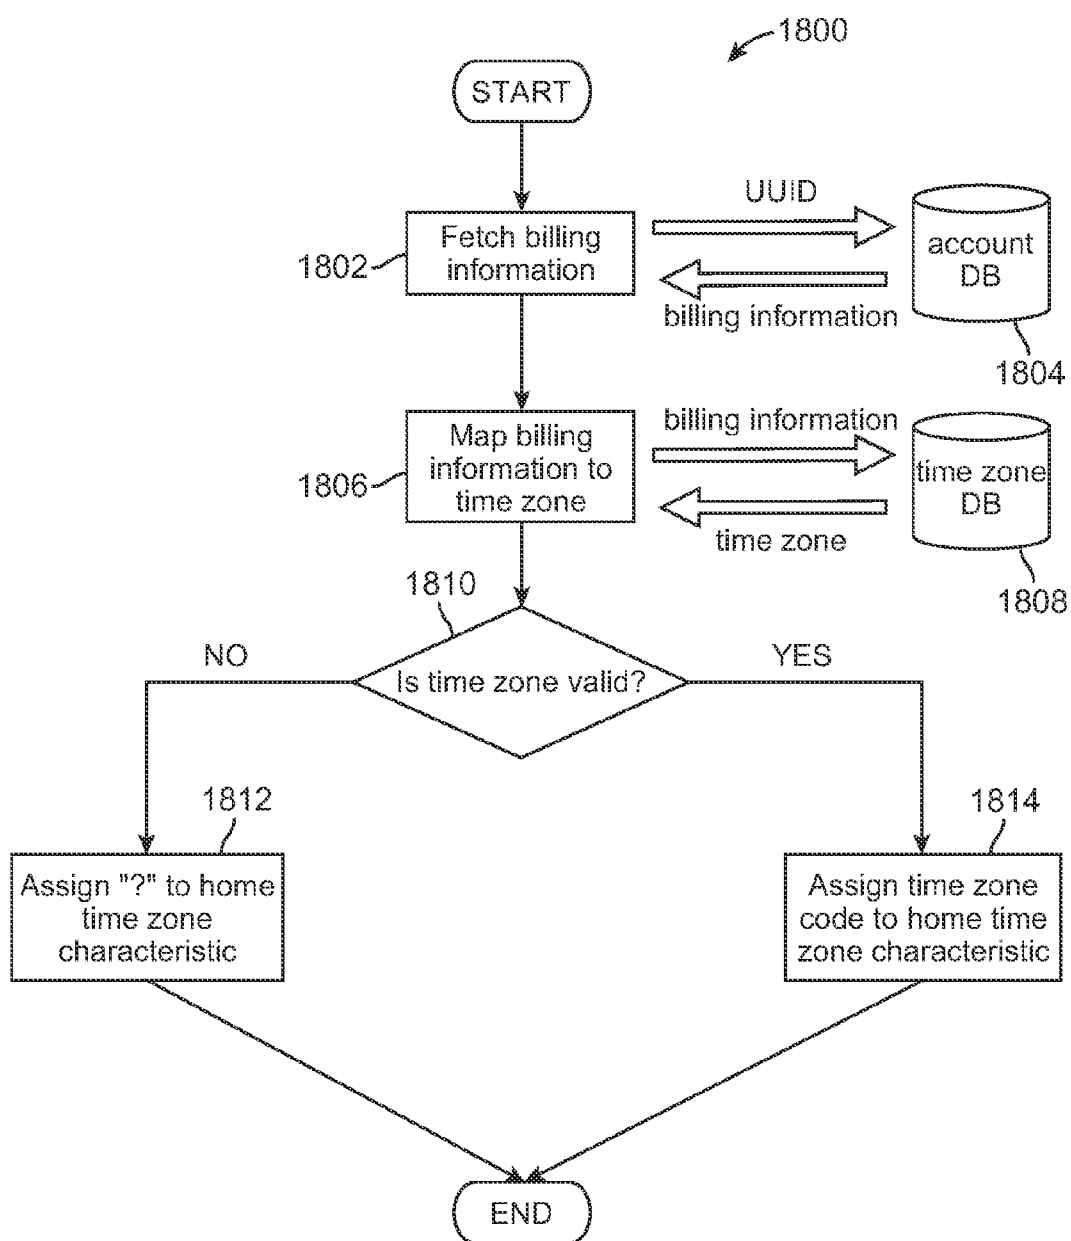 1800
START
UUID
Fetch billing
information
1802
account
DB
billing information
1804
Map billing
information to
time zone
1806
billing information
time zone
DB
time zone
1808
1810
Is time zone valid?
NO
YES
1812
Assign "?" to home
time zone
characteristic
1814
Assign time zone
code to home time
zone characteristic
END